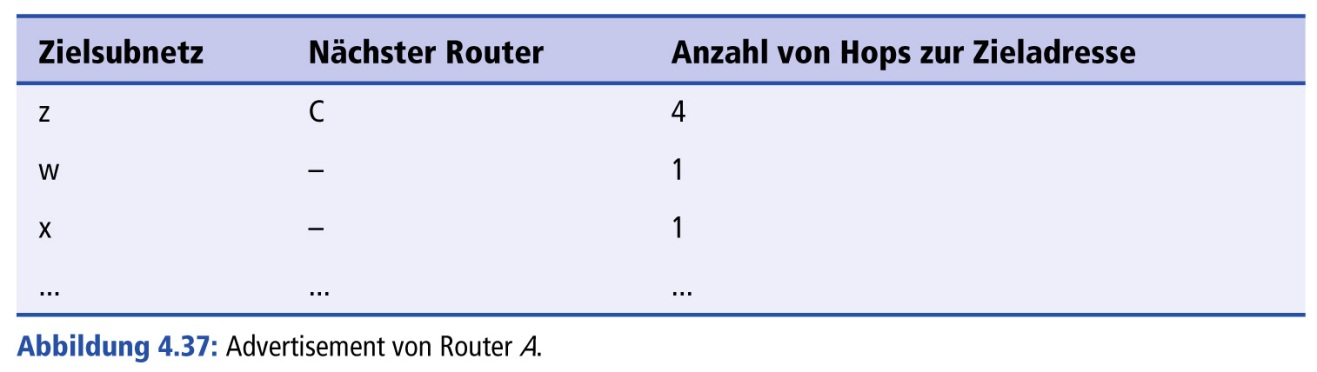 Zielsubnetz Nächster Router Anzahl von Hops zur Zieladresse
z C 4
w – 1
x – 1
... ... ...
Abbildung 4.37: Advertisement von Router A.